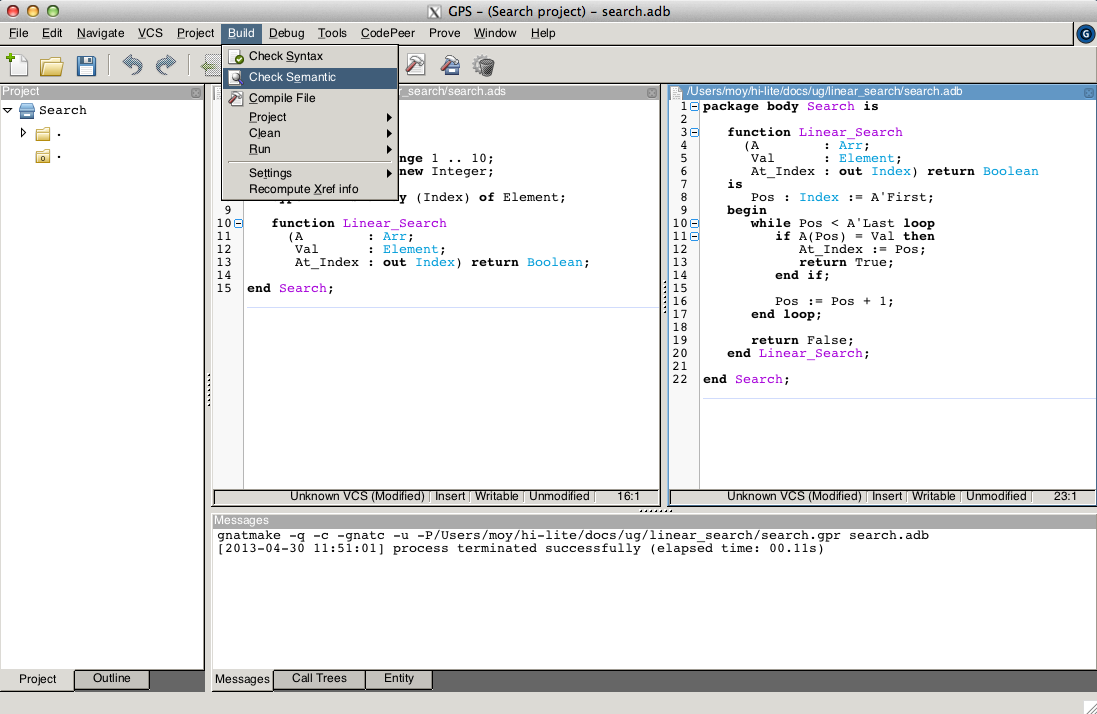 GPS - (Search project) - search.adb
File Edit Navigate VCS Project Build Debug Tools CodePeer Prove Window Help
G
Check Syntax
Check Semantic
Compile File
Project
Clean
Run
Settings
Recompute Xref info
Project
Search
.
.
_search/search.ads
nge 1 .. 10;
new Integer;
y (Index) of Element;
9
10 function Linear_Search
11 (A : Arr;
12 Val : Element;
13 At_Index : out Index) return Boolean;
14
15 end Search;
Unknown VCS (Modified) Insert Writable Unmodified 16:1
/Users/moy/hi-lite/docs/ug/linear_search/search.adb
1 package body Search is
2
3 function Linear_Search
4 (A : Arr;
5 Val : Element;
6 At_Index : out Index) return Boolean
7 is
8 Pos : Index := A'First;
9 begin
10 while Pos < A'Last loop
11 if A(Pos) = Val then
12 At_Index := Pos;
13 return True;
14 end if;
15
16 Pos := Pos + 1;
17 end loop;
18
19 return False;
20 end Linear_Search;
21
22 end Search;
Unknown VCS (Modified) Insert Writable Unmodified 23:1
Messages
gnatmake -q -c -gnatc -u -P/Users/moy/hi-lite/docs/ug/linear_search/search.gpr search.adb
[2013-04-30 11:51:01] process terminated successfully (elapsed time: 00.11s)
Project Outline
Messages Call Trees Entity